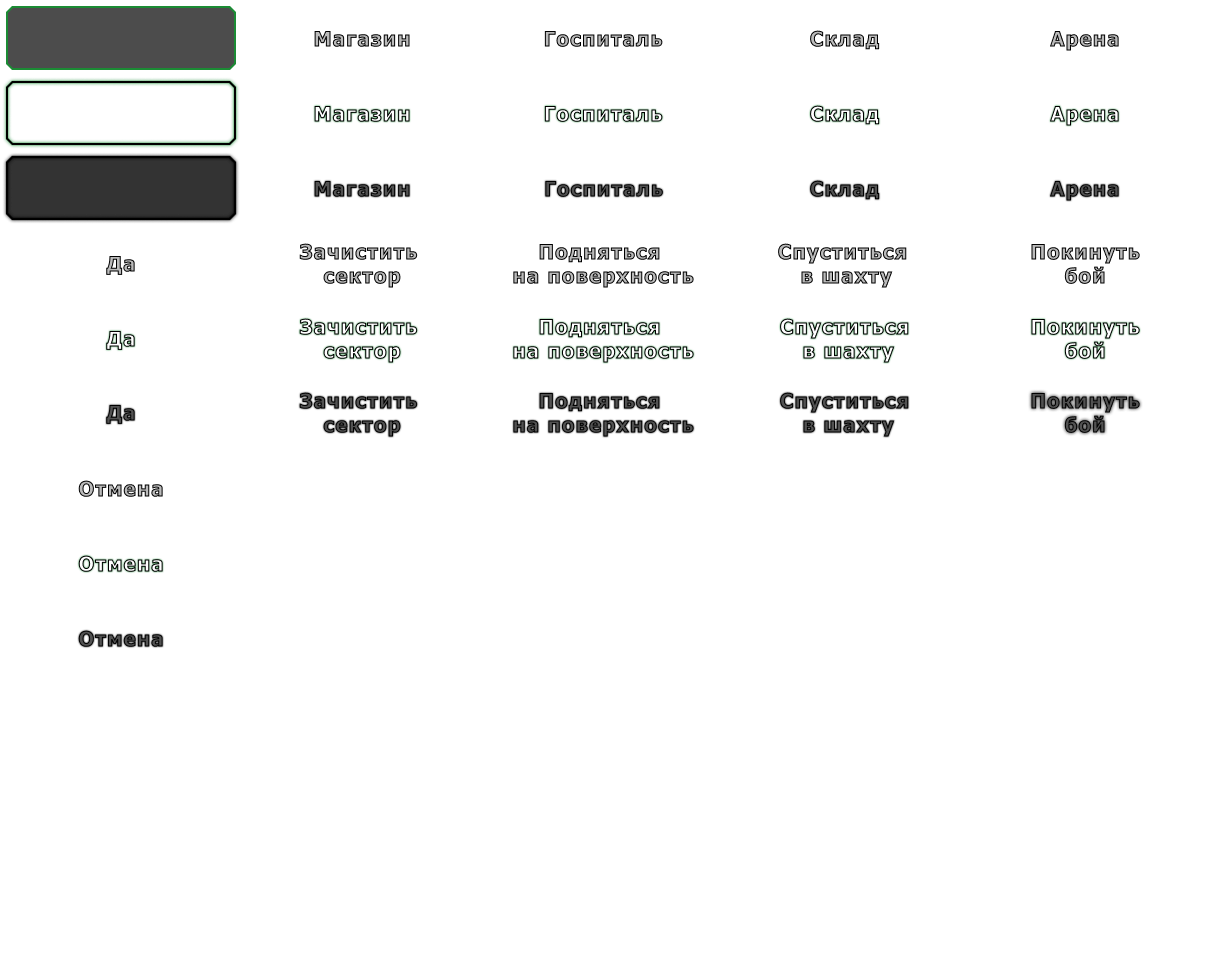 Магазин Госпиталь Склад Арена
Магазин Госпиталь Склад Арена
Магазин Госпиталь Склад Арена
Да
Зачистить
сектор
Подняться
на поверхность
Спуститься
в шахту
Покинуть
бой
Да
Зачистить
сектор
Подняться
на поверхность
Спуститься
в шахту
Покинуть
бой
Да
Зачистить
сектор
Подняться
на поверхность
Спуститься
в шахту
Покинуть
бой
Отмена
Отмена
Отмена